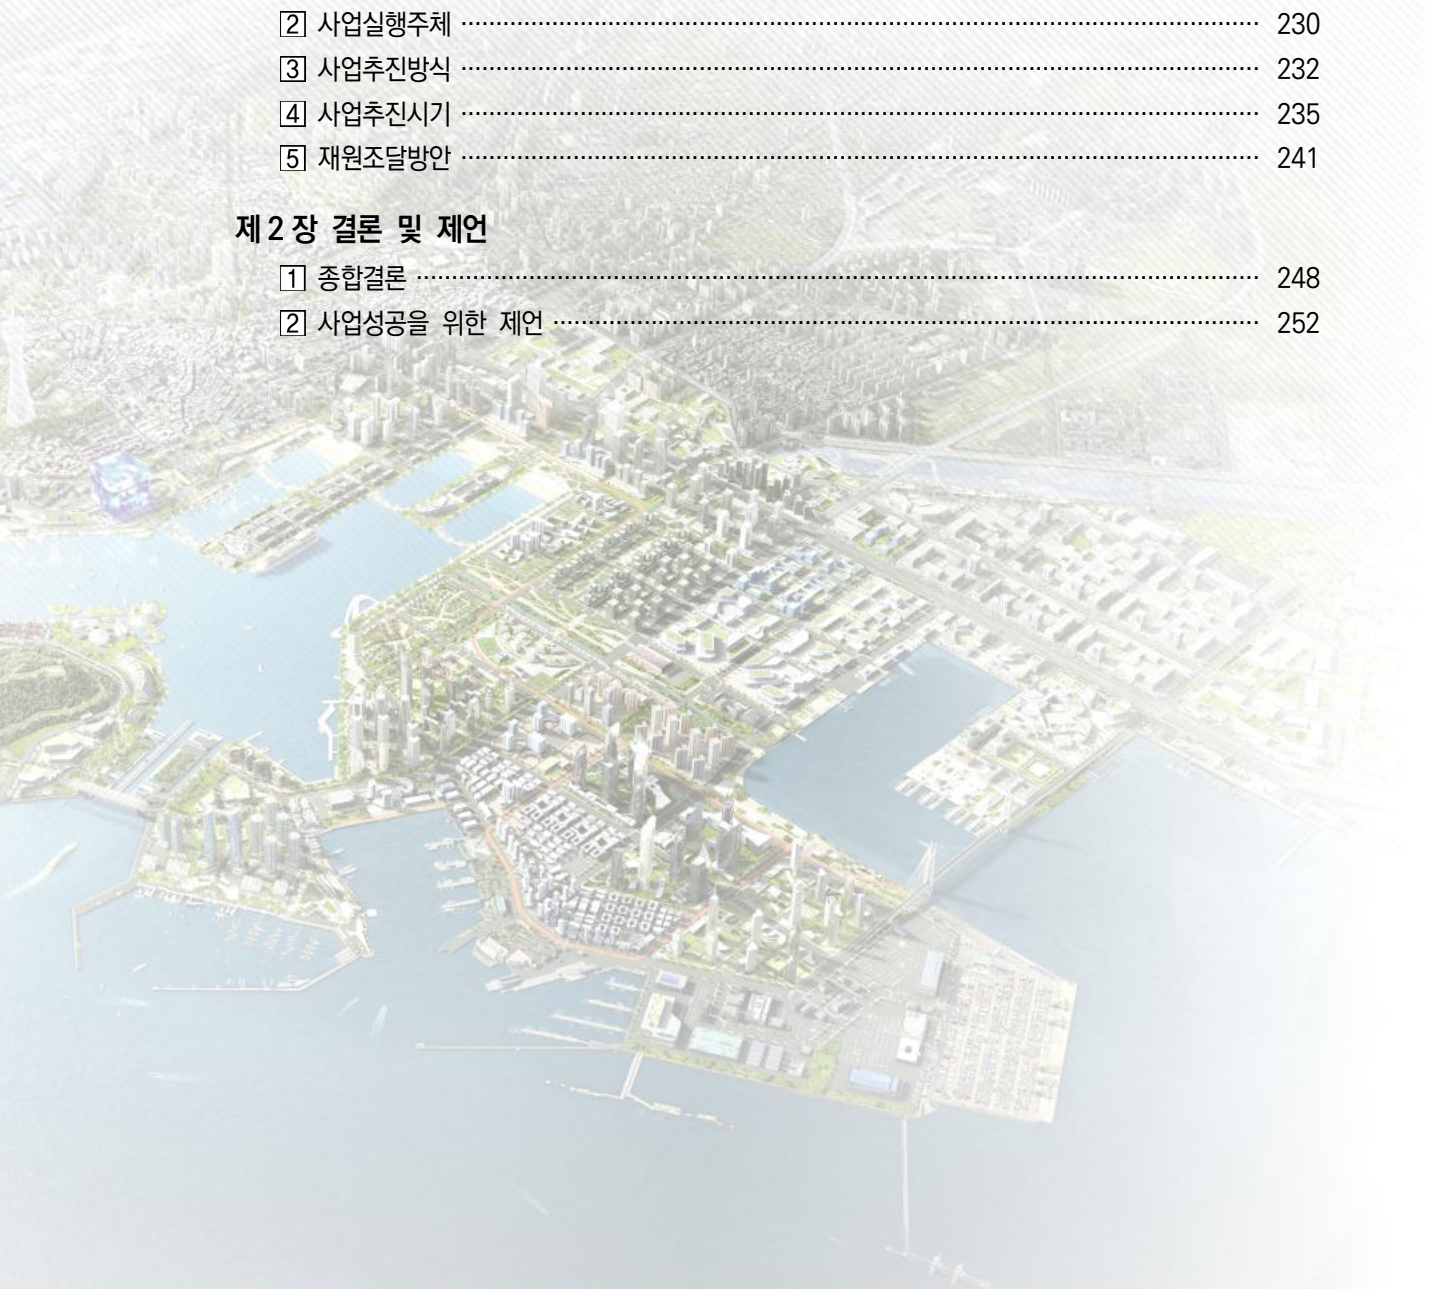 2 사업실행주체 ···················· 230
3 사업추진방식 ···················· 232
4 사업추진시기 ···················· 235
5 재원조달방안 ···················· 241
제 2 장 결론 및 제언
1 종합결론 ···················· 248
2 사업성공을 위한 제언 ···················· 252